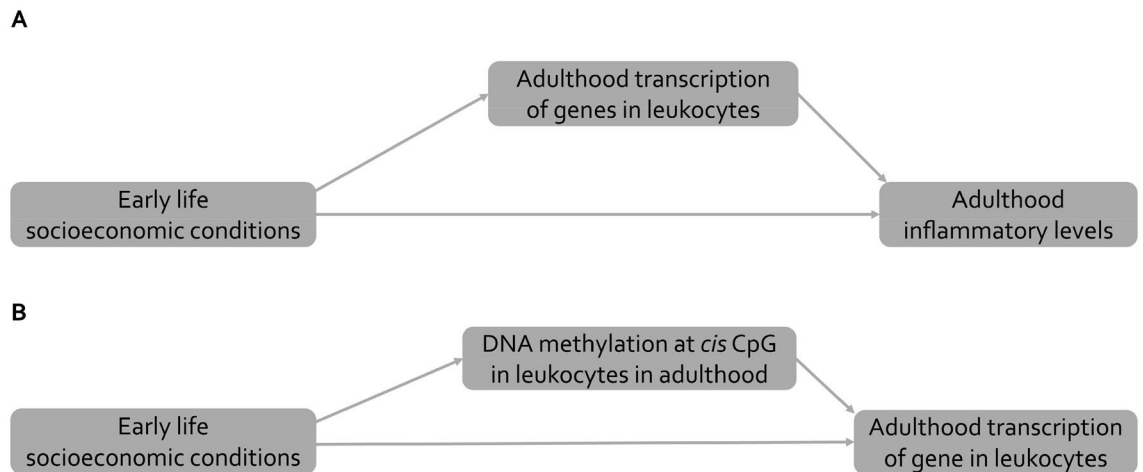 A
Adulthood transcription
of genes in leukocytes
Early life
socioeconomic conditions
Adulthood
inflammatory levels
B
DNA methylation at cis CpG
in leukocytes in adulthood
Early life
socioeconomic conditions
Adulthood transcription
of gene in leukocytes